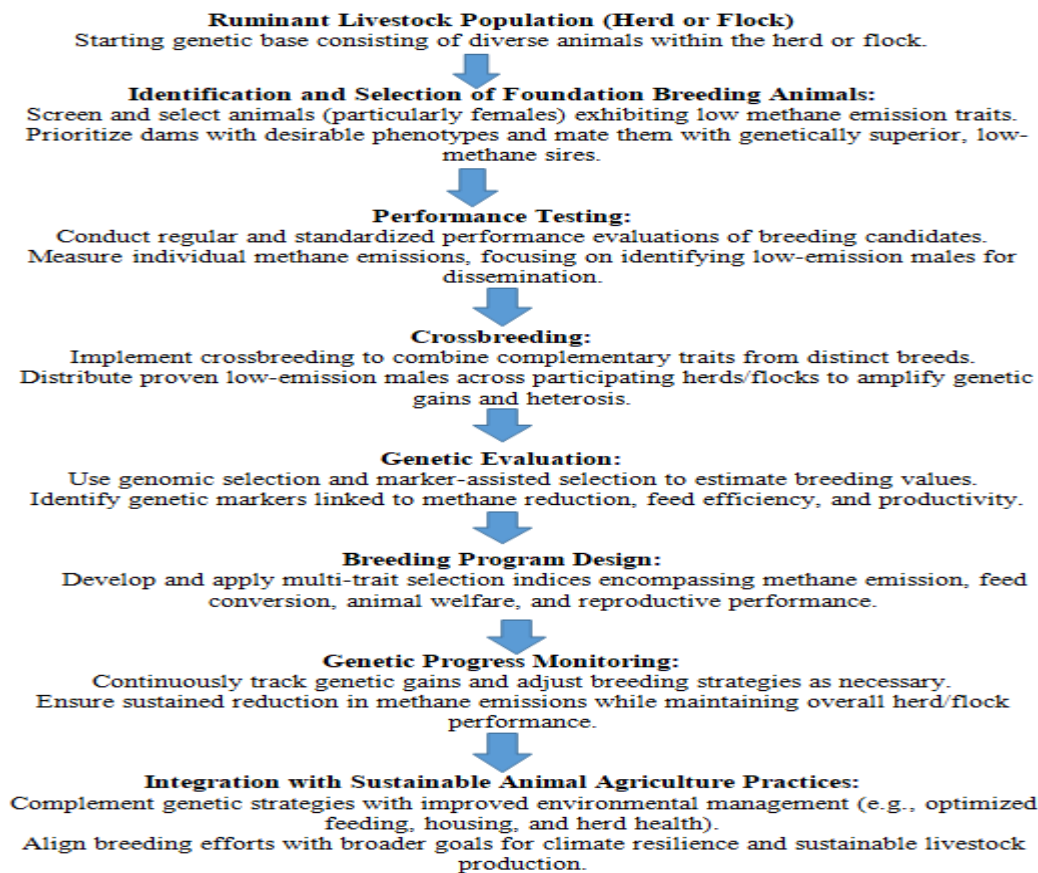 Ruminant Livestock Population (Herd or Flock)
Starting genetic base consisting of diverse animals within the herd or flock.
Identification and Selection of Foundation Breeding Animals:
Screen and select animals (particularly females) exhibiting low methane emission traits.
Prioritize dams with desirable phenotypes and mate them with genetically superior, low-
methane sires.
Performance Testing:
Conduct regular and standardized performance evaluations of breeding candidates.
Measure individual methane emissions, focusing on identifying low-emission males for
dissemination.
Crossbreeding:
Implement crossbreeding to combine complementary traits from distinct breeds.
Distribute proven low-emission males across participating herds/flocks to amplify genetic
gains and heterosis.
Genetic Evaluation:
Use genomic selection and marker-assisted selection to estimate breeding values.
Identify genetic markers linked to methane reduction, feed efficiency, and productivity.
Breeding Program Design:
Develop and apply multi-trait selection indices encompassing methane emission, feed
conversion, animal welfare, and reproductive performance.
Genetic Progress Monitoring:
Continuously track genetic gains and adjust breeding strategies as necessary.
Ensure sustained reduction in methane emissions while maintaining overall herd/flock
performance.
Integration with Sustainable Animal Agriculture Practices:
Complement genetic strategies with improved environmental management (e.g., optimized
feeding, housing, and herd health).
Align breeding efforts with broader goals for climate resilience and sustainable livestock
production.